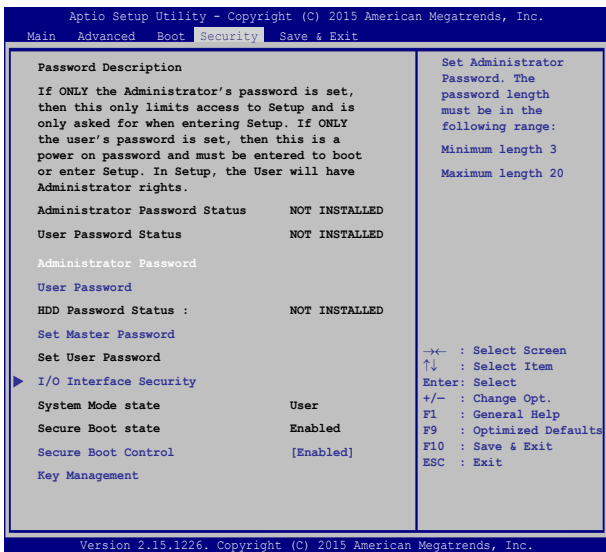 Aptio Setup Utility - Copyright (C) 2015 American Megatrends, Inc.
Main Advanced Boot Security Save & Exit
Password Description
If ONLY the Administrator's password is set,
then this only limits access to Setup and is
only asked for when entering Setup. If ONLY
the user's password is set, then this is a
power on password and must be entered to boot
or enter Setup. In Setup, the User will have
Administrator rights.
Administrator Password Status NOT INSTALLED
User Password Status NOT INSTALLED
Administrator Password
User Password
HDD Password Status : NOT INSTALLED
Set Master Password
Set User Password
I/O Interface Security
System Mode state User
Secure Boot state Enabled
Secure Boot Control [Enabled]
Key Management
Set Administrator
Password. The
password length
must be in the
following range:
Minimum length 3
Maximum length 20
→← : Select Screen
↑↓ : Select Item
Enter: Select
+/— : Change Opt.
F1 : General Help
F9 : Optimized Defaults
F10 : Save & Exit
ESC : Exit
Version 2.15.1226. Copyright (C) 2015 American Megatrends, Inc.